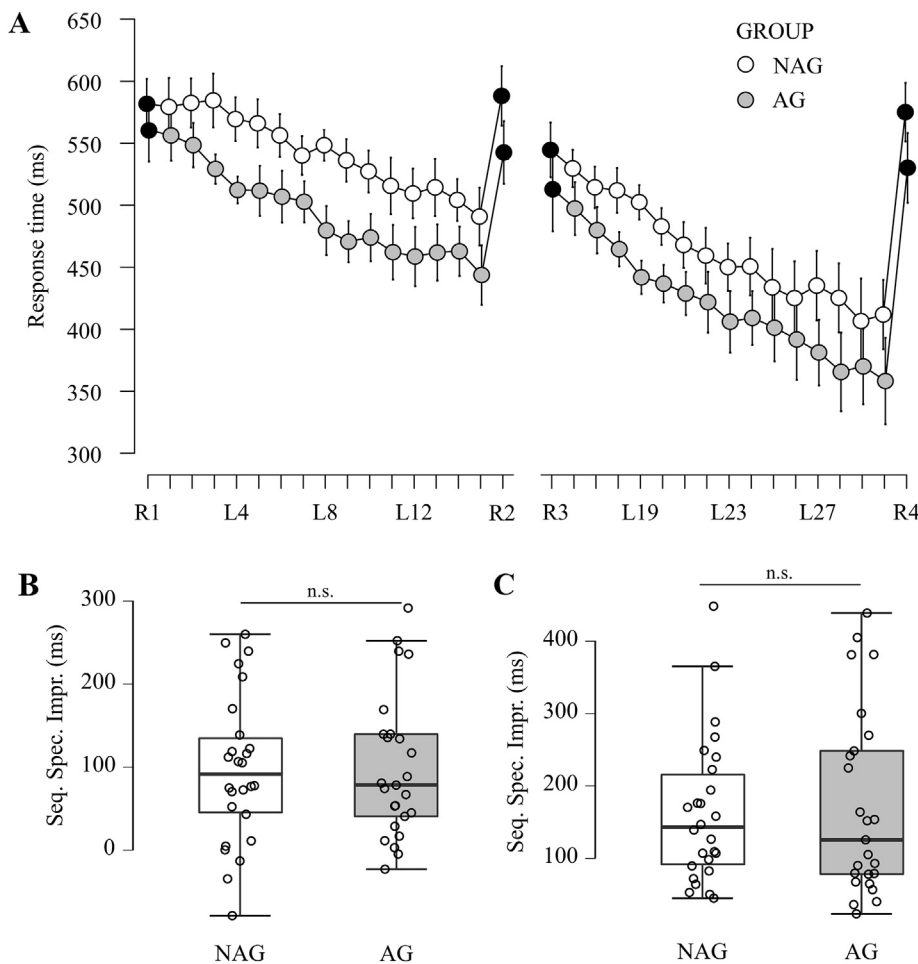 A
650
600
550
500
450
400
350
300
Response time (ms)
GROUP
NAG
AG
R1 L4 L8 L12 R2 R3 L19 L23 L27 R4
B
n.s.
300
200
100
0
Seq. Spec. Impr. (ms)
NAG AG
C
n.s.
400
300
200
100
Seq. Spec. Impr. (ms)
NAG AG